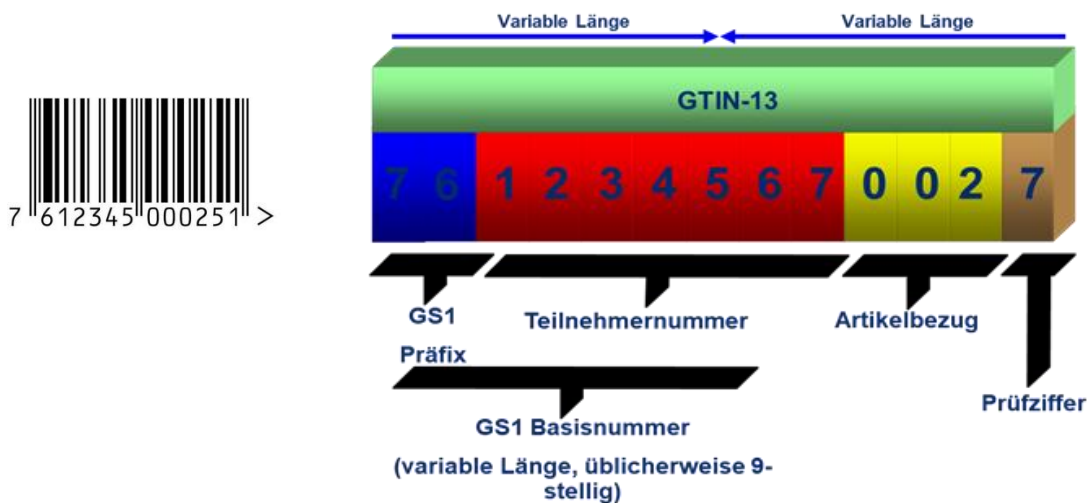 Variable Länge
Variable Länge
GTIN-13
7 6 1 2 3 4 5 6 7 0 0 2 7
7 612345 000251 >
GS1
Präfix
Teilnehmernummer
Artikelbezug
Prüfziffer
GS1 Basisnummer
(variable Länge, üblicherweise 9-
stellig)